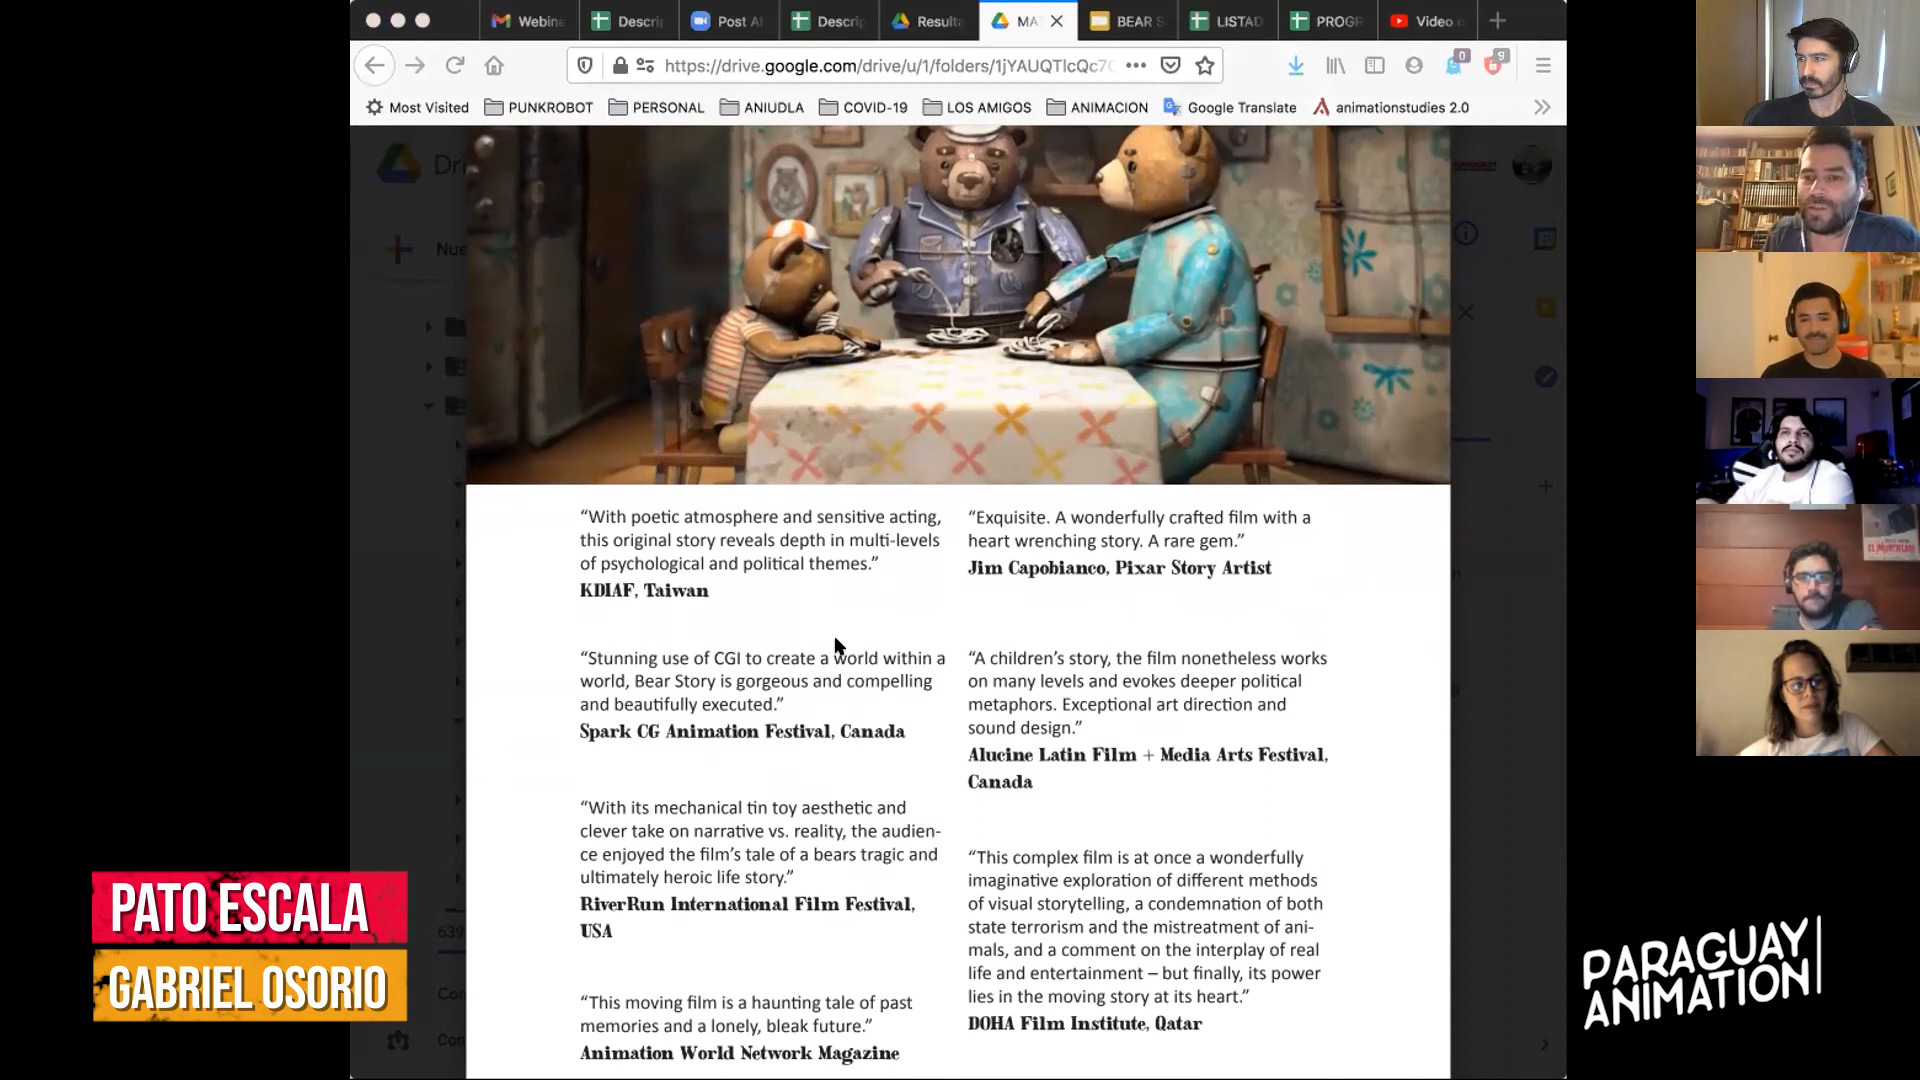 Webin
Descri
Post A
Descrip
Result
MA
BEAR S
LISTAD
PROGR
Video
https://drive.google.com/drive/u/1/folders/1jYAUQTlcQc7
0
9
Most Visited
PUNKROBOT
PERSONAL
ANIUDLA
COVID-19
LOS AMIGOS
ANIMACION
Google Translate
animationstudies 2.0
Dri
Nue
“With poetic atmosphere and sensitive acting,
this original story reveals depth in multi-levels
of psychological and political themes.”
KDIAF, Taiwan
“Stunning use of CGI to create a world within a
world, Bear Story is gorgeous and compelling
and beautifully executed.”
Spark CG Animation Festival, Canada
“With its mechanical tin toy aesthetic and
clever take on narrative vs. reality, the audien-
ce enjoyed the film’s tale of a bears tragic and
ultimately heroic life story.”
RiverRun International Film Festival,
USA
“This moving film is a haunting tale of past
memories and a lonely, bleak future.”
Animation World Network Magazine
“Exquisite. A wonderfully crafted film with a
heart wrenching story. A rare gem.”
Jim Capobianco, Pixar Story Artist
“A children’s story, the film nonetheless works
on many levels and evokes deeper political
metaphors. Exceptional art direction and
sound design.”
Alucine Latin Film + Media Arts Festival,
Canada
“This complex film is at once a wonderfully
imaginative exploration of different methods
of visual storytelling, a condemnation of both
state terrorism and the mistreatment of ani-
mals, and a comment on the interplay of real
life and entertainment – but finally, its power
lies in the moving story at its heart.”
DOHA Film Institute, Qatar
639
Con
Con
PATO ESCALA
GABRIEL OSORIO
PARAGUAY
ANIMATION